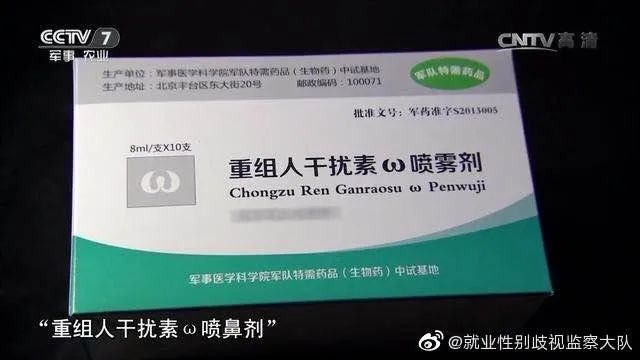 CCTV 7
军事 农业
CNTV高清
生产单位：军事医学科学院军队特需药品（生物药）中试基地
生产地址：北京丰台区东大街20号 邮政编码：100071
军队特需药品
批准文号：军药准字S2013005
8ml/支X10支
ω
重组人干扰素ω喷雾剂
Chongzu Ren Ganraosu ω Penwuji
军事医学科学院军队特需药品（生物药）中试基地
“重组人干扰素ω喷鼻剂”
@就业性别歧视监察大队